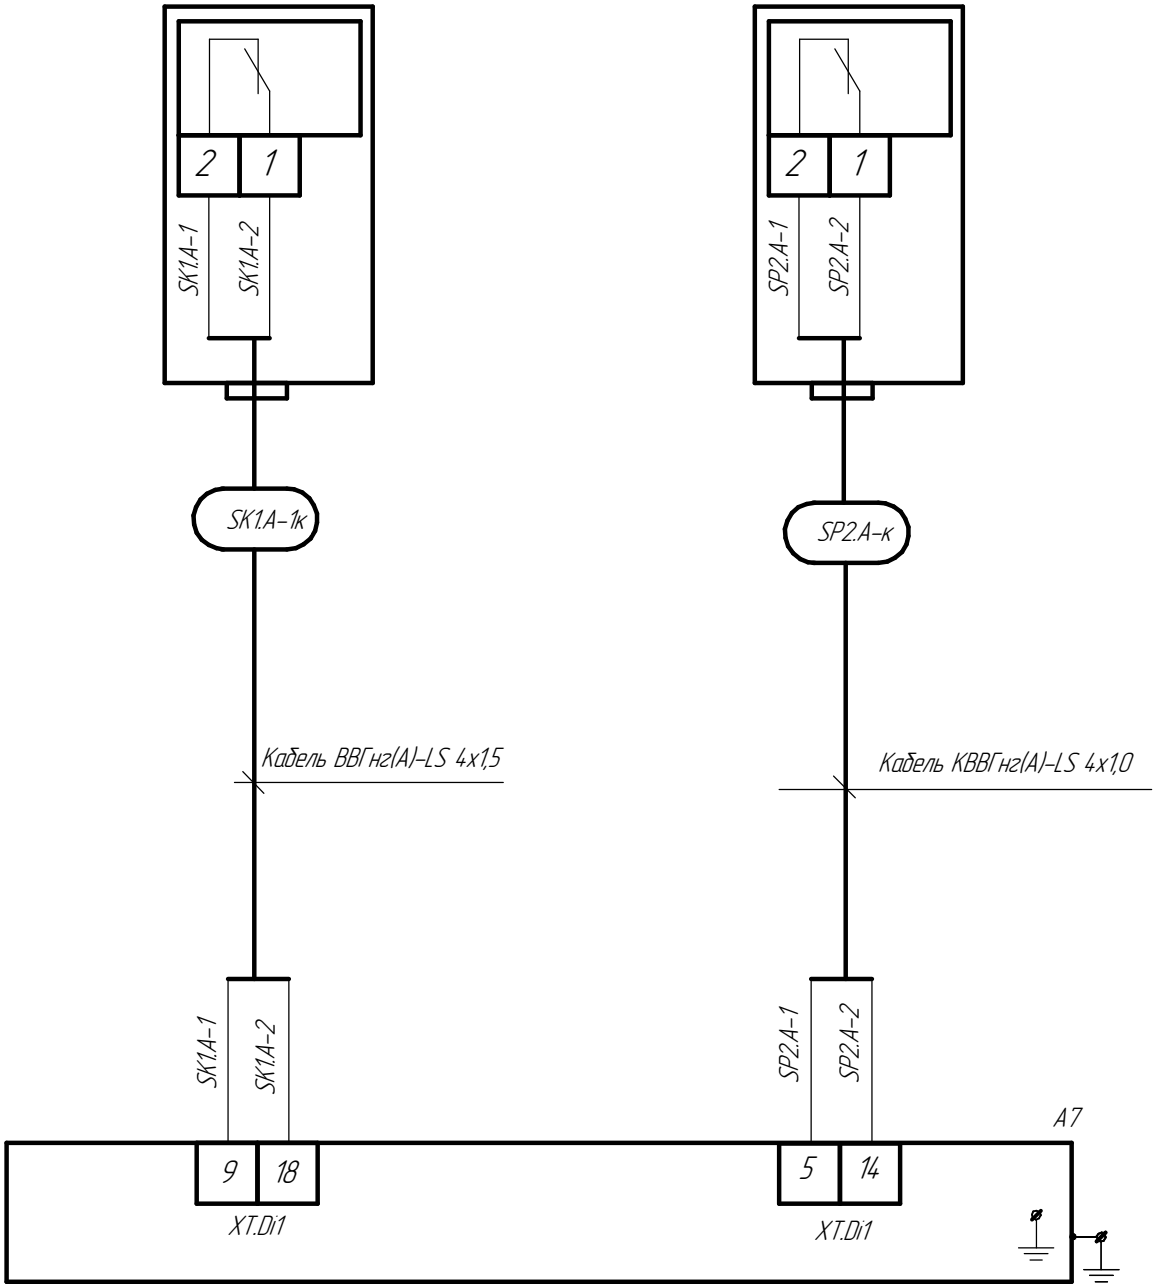 2 1
2 1
SK1.A-1
SK1.A-2
SP2.A-1
SP2.A-2
SK1.A-1к
SP2.A-к
Кабель ВВГнг(А)-LS 4х1,5
Кабель КВВГнг(А)-LS 4х1,0
SK1.A-1
SK1.A-2
SP2.A-1
SP2.A-2
A7
9 18
5 14
XT.Di1
XT.Di1